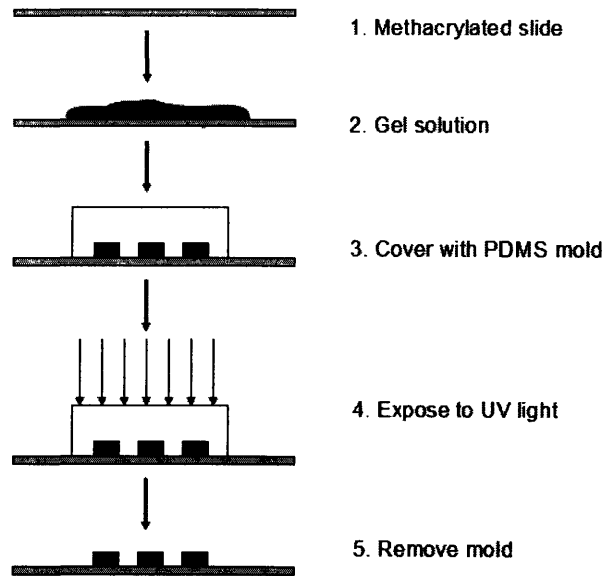 1. Methacrylated slide
2. Gel solution
3. Cover with PDMS mold
4. Expose to UV light
5. Remove mold